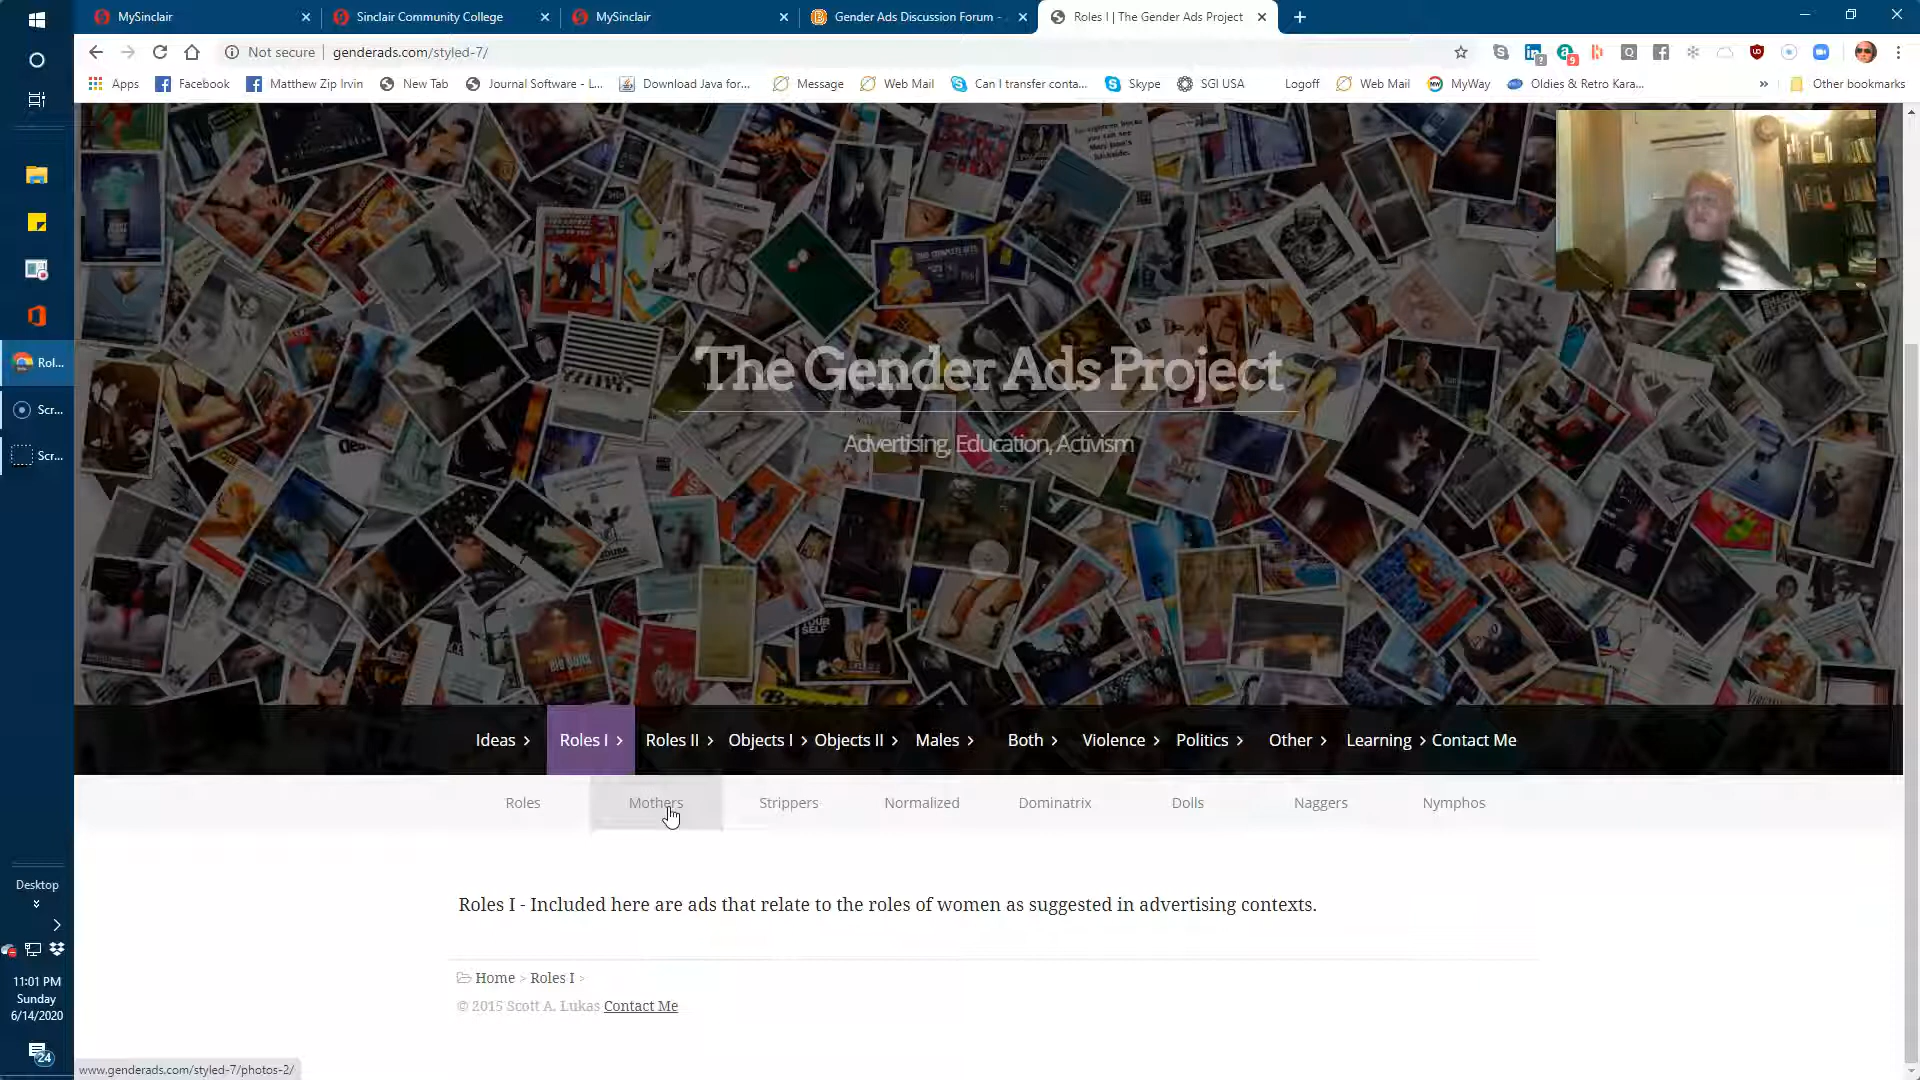 MySinclair
Sinclair Community College
MySinclair
Gender Ads Discussion Forum -
Roles I | The Gender Ads Project
Not secure
genderads.com/styled-7/
Apps
Facebook
Matthew Zip Irvin
New Tab
Journal Software - L...
Download Java for...
Message
Web Mail
Can I transfer conta...
Skype
SGI USA
Logoff
Web Mail
MyWay
Oldies & Retro Kara...
»
Other bookmarks
Rol...
Scr...
Scr...
The Gender Ads Project
Advertising, Education, Activism
Ideas >
Roles I >
Roles II >
Objects I >
Objects II >
Males >
Both >
Violence >
Politics >
Other >
Learning >
Contact Me
Roles
Mothers
Strippers
Normalized
Dominatrix
Dolls
Naggers
Nymphos
Roles I - Included here are ads that relate to the roles of women as suggested in advertising contexts.
Home > Roles I >
© 2015 Scott A. Lukas Contact Me
Desktop
11:01 PM
Sunday
6/14/2020
24
www.genderads.com/styled-7/photos-2/